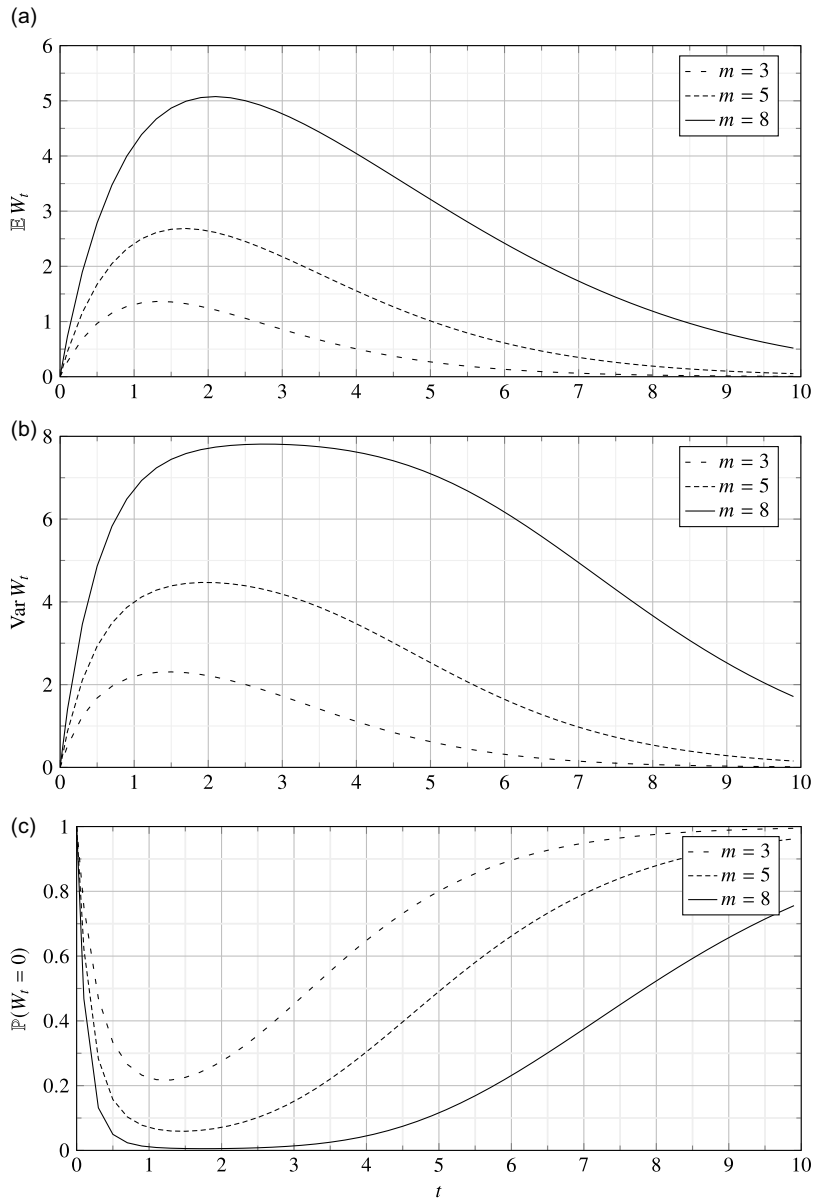 (a)
6
5
4
3
2
1
0
𝔼 W_t
m = 3
m = 5
m = 8
0 1 2 3 4 5 6 7 8 9 10
(b)
8
6
4
2
0
Var W_t
m = 3
m = 5
m = 8
0 1 2 3 4 5 6 7 8 9 10
(c)
1
0.8
0.6
0.4
0.2
0
ℙ(W_t = 0)
m = 3
m = 5
m = 8
0 1 2 3 4 5 6 7 8 9 10
t